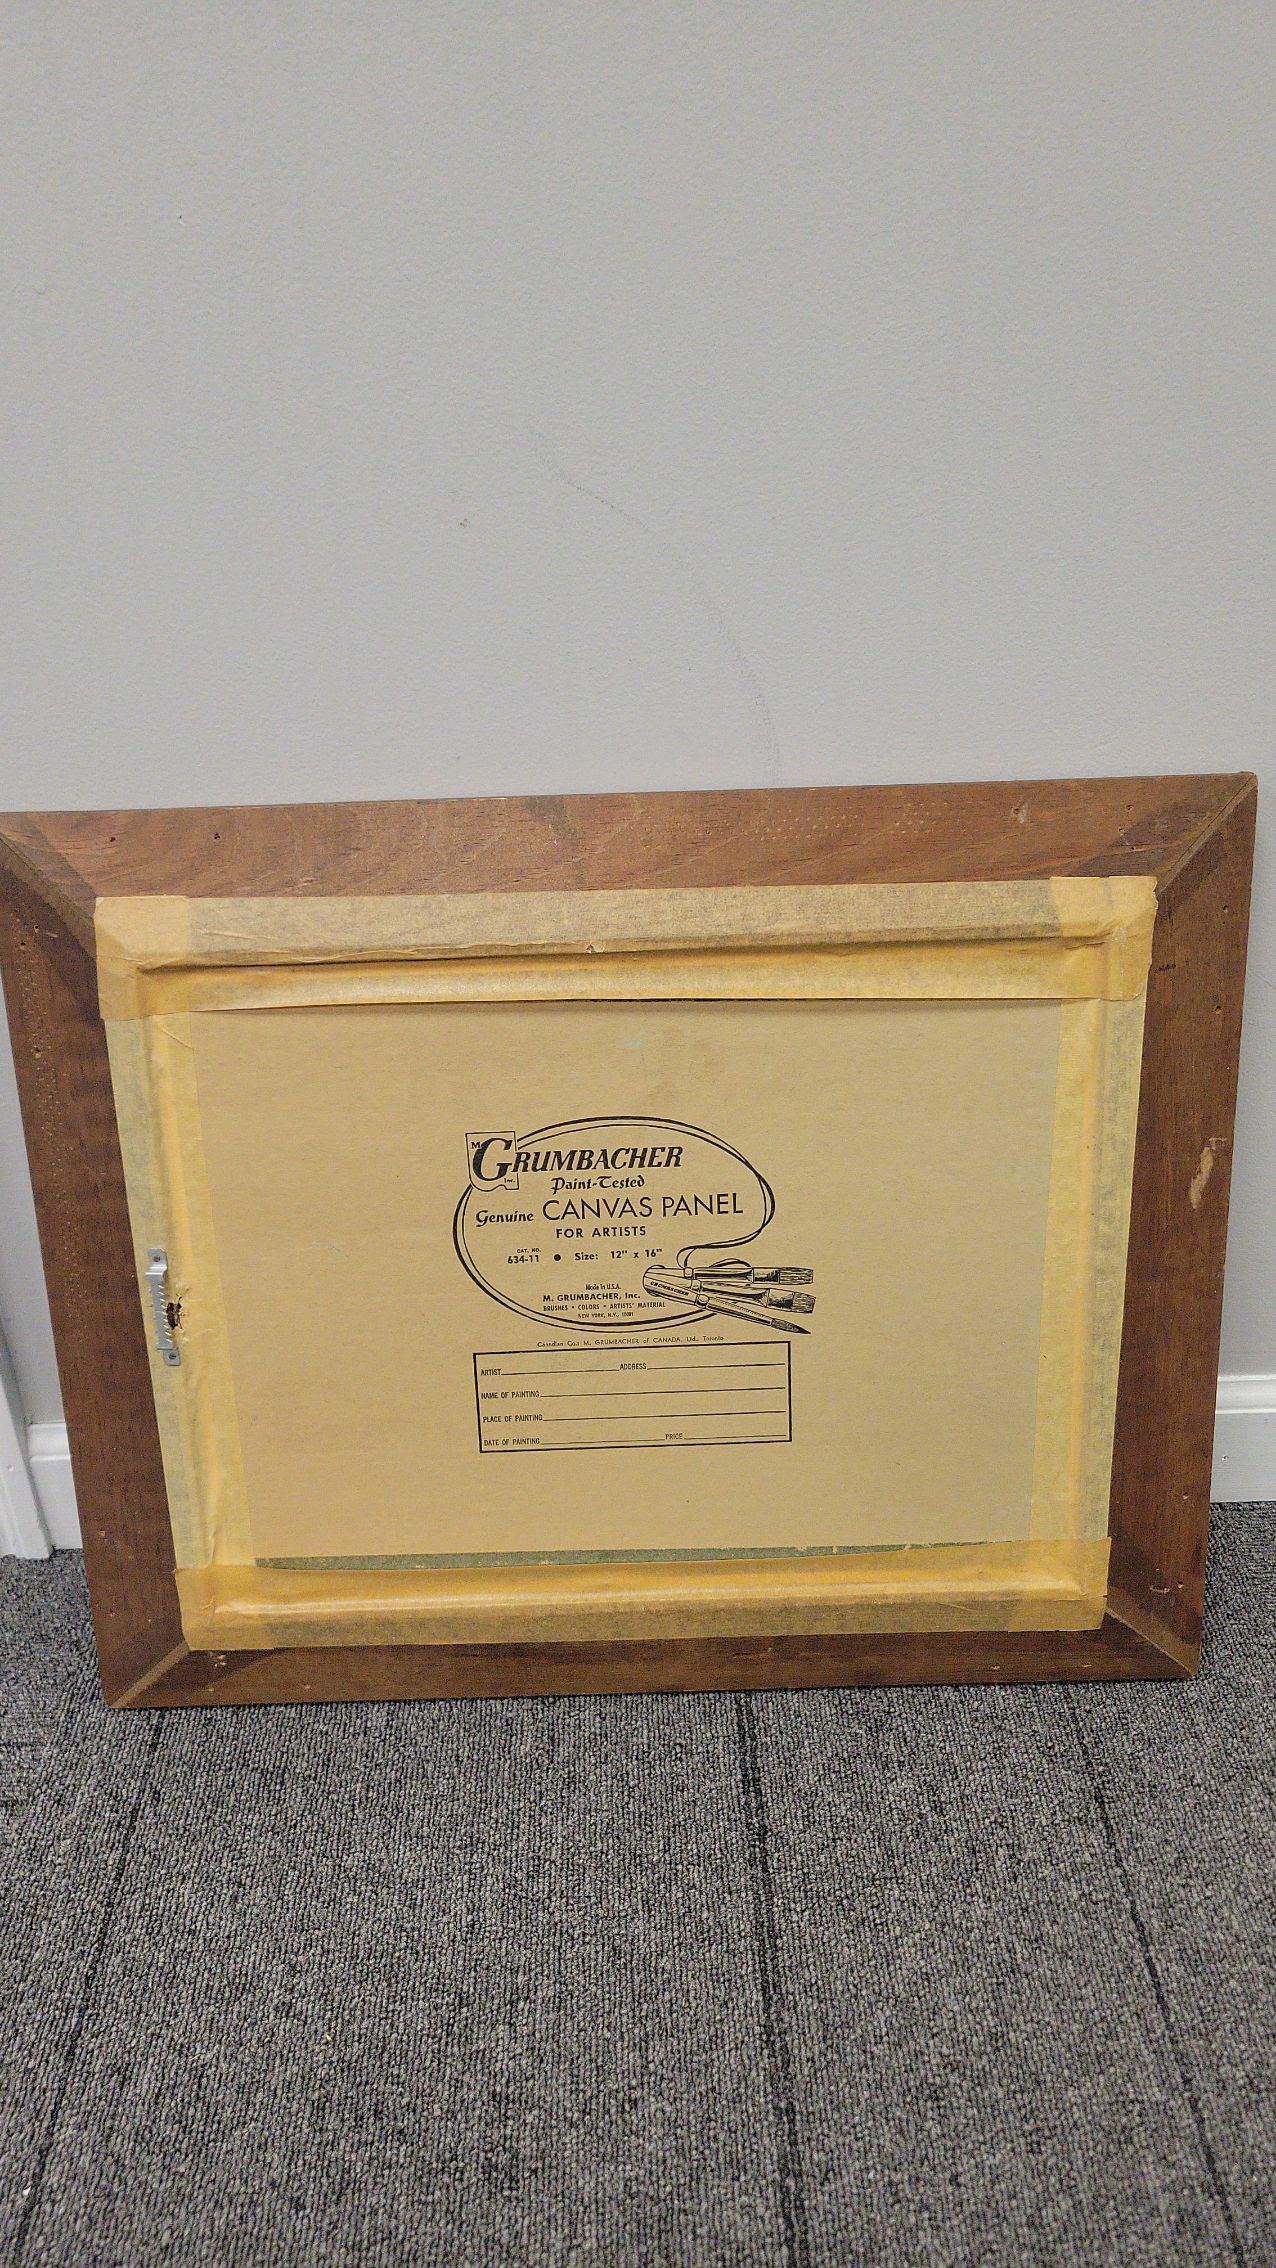 M GRUMBACHER Inc.
Paint-Tested
Genuine CANVAS PANEL
FOR ARTISTS
CAT. NO.
634-11 ● Size: 12" x 16"
Made in U.S.A.
M. GRUMBACHER, Inc.
BRUSHES • COLORS • ARTISTS' MATERIAL
NEW YORK, N.Y., 10001
GRUMBACHER
Canadian Co.: M. GRUMBACHER of CANADA, Ltd., Toronto
ARTIST ADDRESS
NAME OF PAINTING
PLACE OF PAINTING
DATE OF PAINTING PRICE